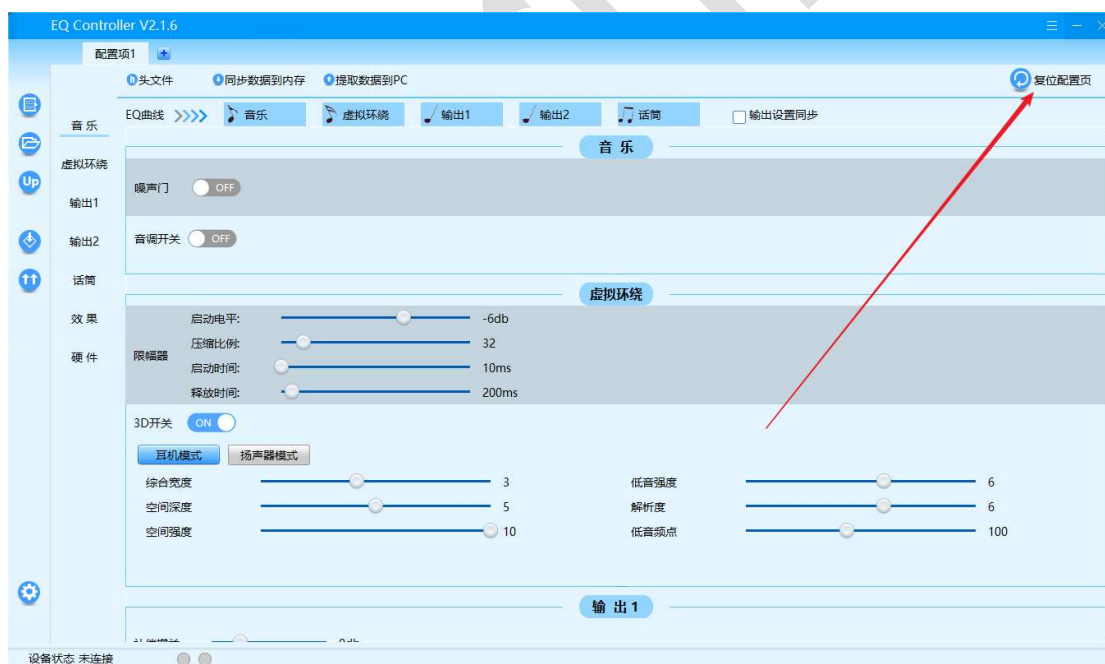 EQ Controller V2.1.6
配置项1
头文件 同步数据到内存 提取数据到PC 复位配置页
EQ曲线 音乐 虚拟环绕 输出1 输出2 话筒 输出设置同步
Up
音乐
虚拟环绕
输出1
输出2
话筒
效果
硬件
音 乐
噪声门 OFF
音调开关 OFF
虚拟环绕
限幅器
启动电平: -6db
压缩比例: 32
启动时间: 10ms
释放时间: 200ms
3D开关 ON
耳机模式 扬声器模式
综合宽度 3 低音强度 6
空间深度 5 解析度 6
空间强度 10 低音频点 100
输 出 1
设备状态 未连接